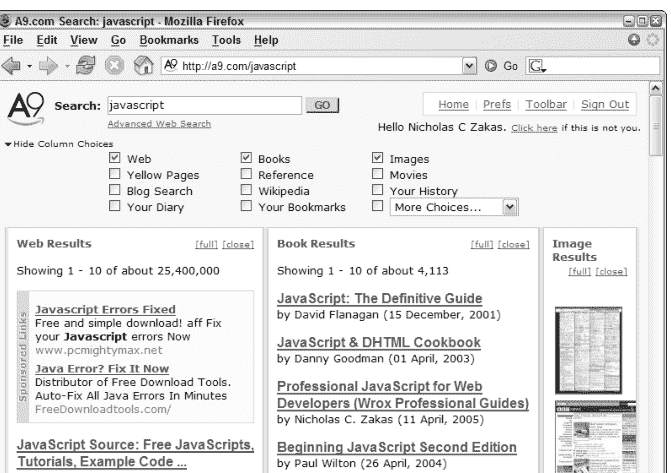 A9.com Search: javascript - Mozilla Firefox
File Edit View Go Bookmarks Tools Help
A9 http://a9.com/javascript Go G
A9 Search: javascript GO
Home | Prefs | Toolbar | Sign Out
Advanced Web Search
Hello Nicholas C Zakas. Click here if this is not you.
Hide Column Choices
Web Books Images
Yellow Pages Reference Movies
Blog Search Wikipedia Your History
Your Diary Your Bookmarks More Choices...
Web Results [full] [close]
Showing 1 - 10 of about 25,400,000
Sponsored Links
Javascript Errors Fixed
Free and simple download! aff Fix
your Javascript errors Now
www.pcmightymax.net
Java Error? Fix It Now
Distributor of Free Download Tools.
Auto-Fix All Java Errors In Minutes
FreeDownloadtools.com/
JavaScript Source: Free JavaScripts,
Tutorials, Example Code ...
Book Results [full] [close]
Showing 1 - 10 of about 4,113
JavaScript: The Definitive Guide
by David Flanagan (15 December, 2001)
JavaScript & DHTML Cookbook
by Danny Goodman (01 April, 2003)
Professional JavaScript for Web
Developers (Wrox Professional Guides)
by Nicholas C. Zakas (11 April, 2005)
Beginning JavaScript Second Edition
by Paul Wilton (26 April, 2004)
Image
Results
[full] [close]